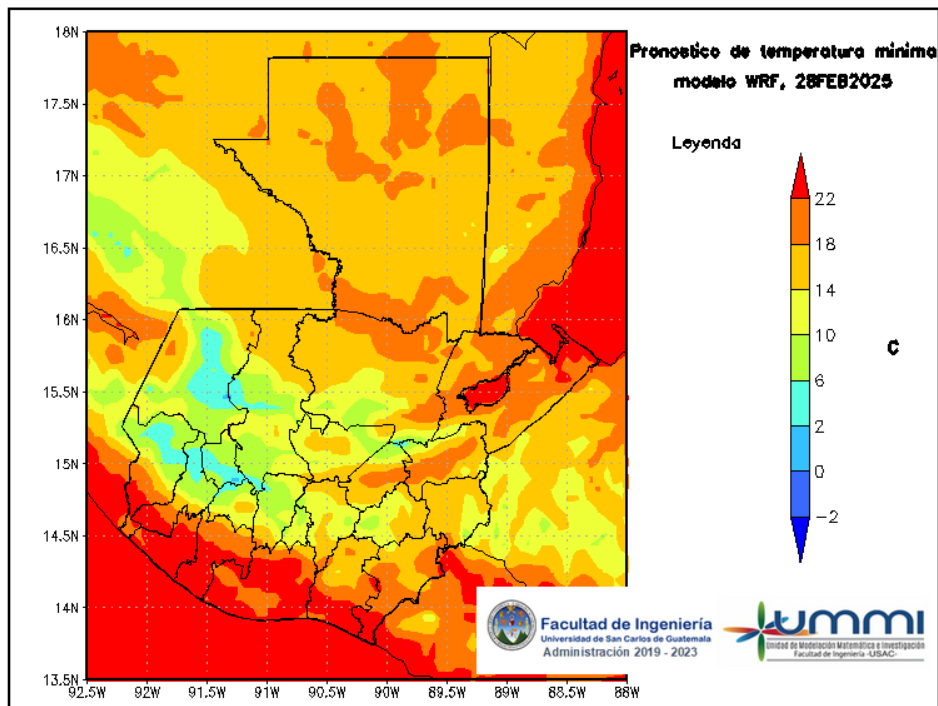 Pronostico de temperatura minima
modelo WRF, 28FEB2025
Leyenda
22
18
14
10
6
2
0
−2
C
18N
17.5N
17N
16.5N
16N
15.5N
15N
14.5N
14N
13.5N
92.5W 92W 91.5W 91W 90.5W 90W 89.5W 89W 88.5W 88W
Facultad de Ingeniería
Universidad de San Carlos de Guatemala
Administración 2019 - 2023
ummi
Unidad de Modelación Matemática e Investigación
Facultad de Ingeniería -USAC-